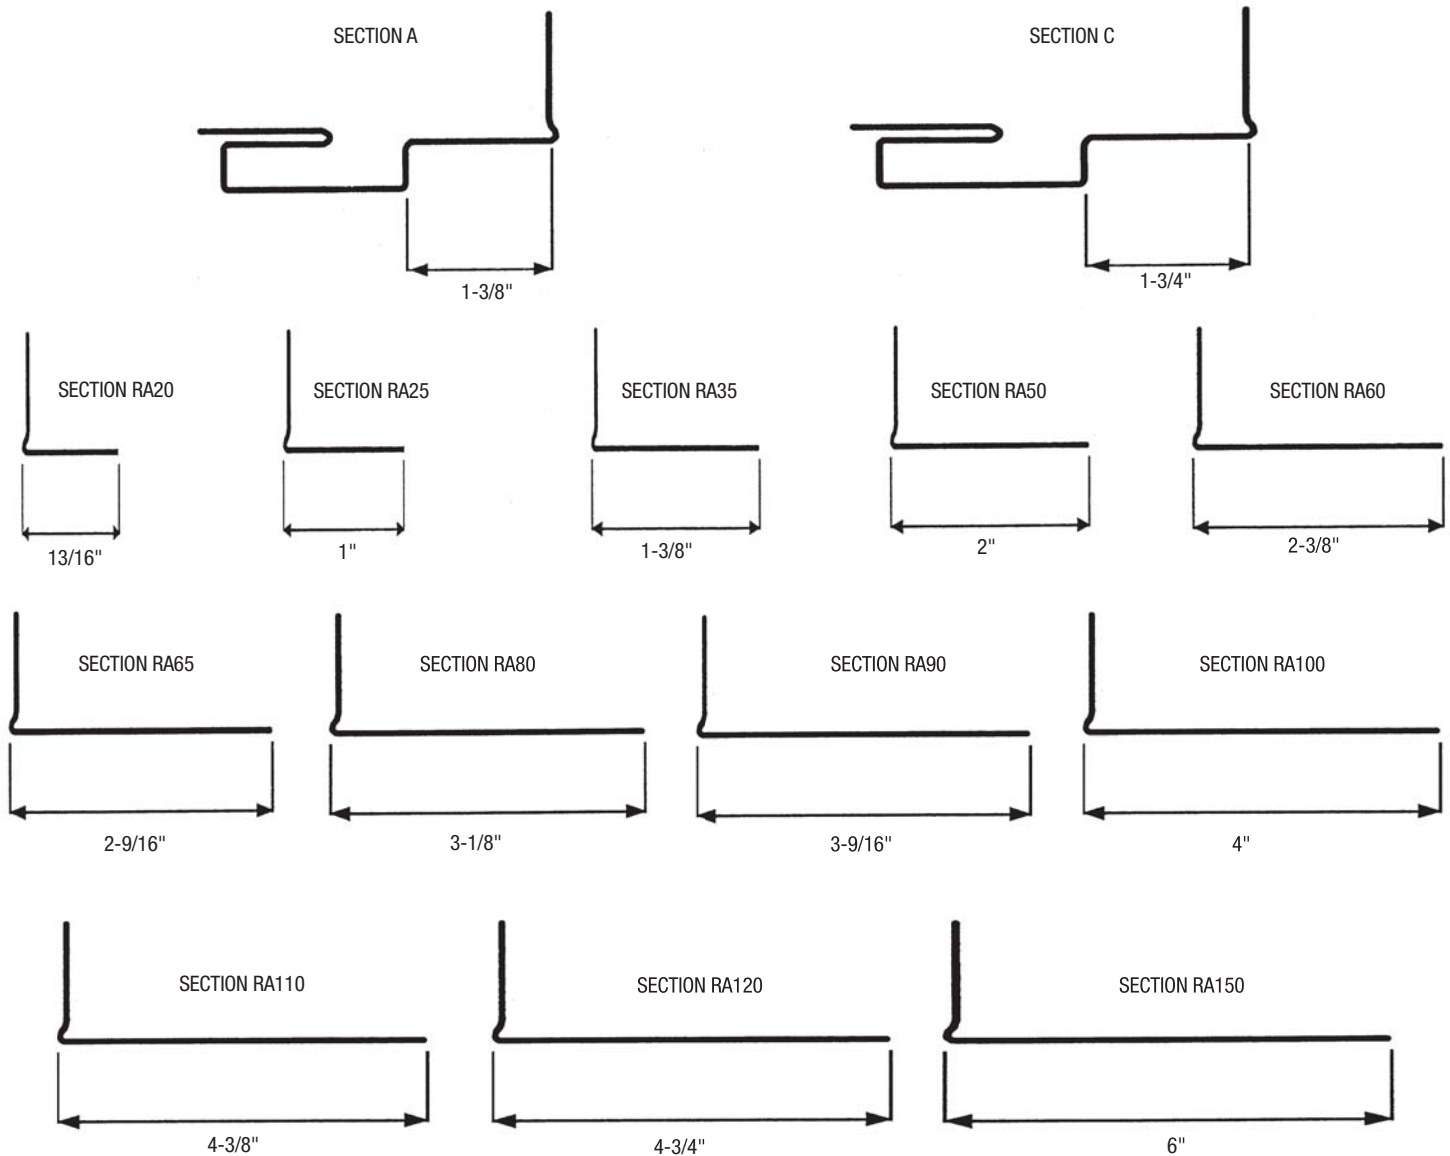 SECTION A
SECTION C
1-3/8"
1-3/4"
SECTION RA20
SECTION RA25
SECTION RA35
SECTION RA50
SECTION RA60
13/16"
1"
1-3/8"
2"
2-3/8"
SECTION RA65
SECTION RA80
SECTION RA90
SECTION RA100
2-9/16"
3-1/8"
3-9/16"
4"
SECTION RA110
SECTION RA120
SECTION RA150
4-3/8"
4-3/4"
6"